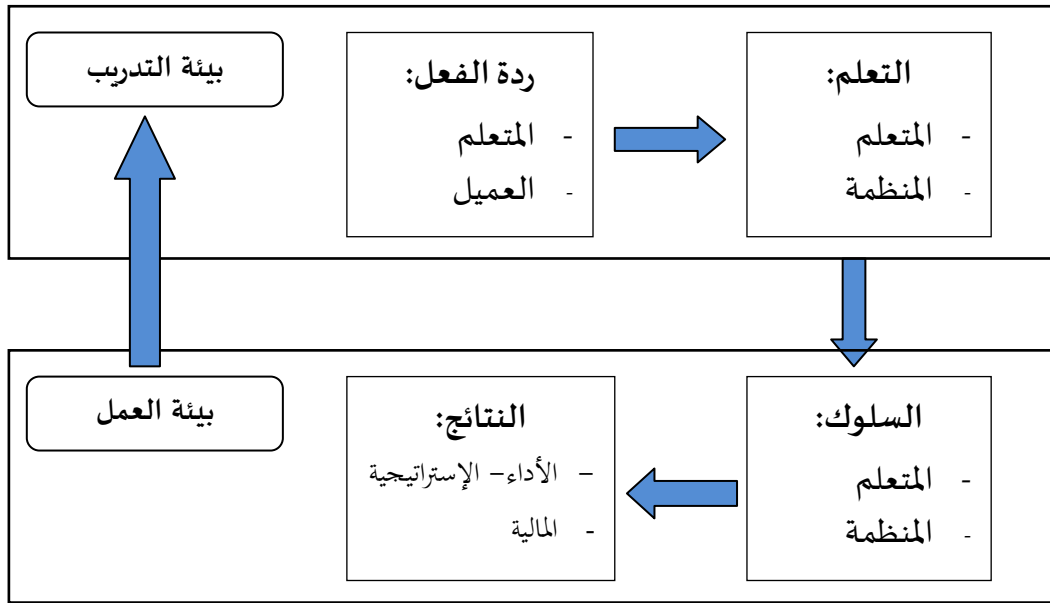 بيئة التدريب
ردة الفعل:
- المتعلم
- العميل
التعلم:
- المتعلم
- المنظمة
السلوك:
- المتعلم
- المنظمة
النتائج:
– الأداء– الإستراتيجية
- المالية
بيئة العمل